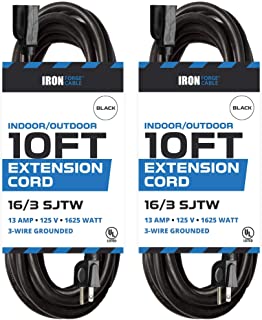 IRON FORGE CABLE
BLACK
INDOOR/OUTDOOR
10FT
EXTENSION
CORD
16/3 SJTW
13 AMP • 125 V • 1625 WATT
3-WIRE GROUNDED
UL
IRON FORGE CABLE
BLACK
INDOOR/OUTDOOR
10FT
EXTENSION
CORD
16/3 SJTW
13 AMP • 125 V • 1625 WATT
3-WIRE GROUNDED
UL